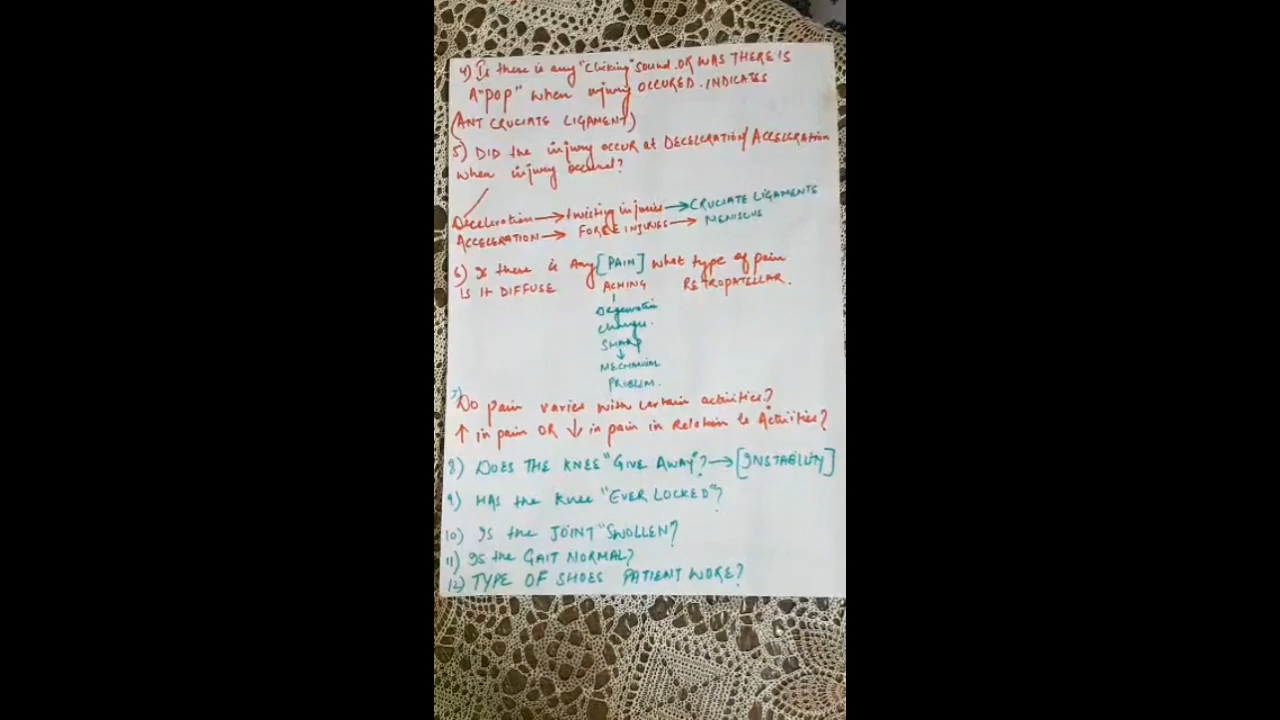 4) Is there is any "clicking" sound. OR WAS THERE IS
A "POP" when injury OCCURED. INDICATES
(ANT CRUCIATE LIGAMENT)
5) DID the injury occur at DECELERATION/ACCELERATION
when injury occured?
Deceleration → twisting injuries → CRUCIATE LIGAMENTS
ACCELERATION → FORCE INJURIES → MENISCUS
6) Is there is Any [PAIN] what type of pain
IS It DIFFUSE ACHING RETROPATELLAR.
Degenerative
changes.
SHARP
↓
MECHANICAL
PROBLEM.
7) Do pain varies with certain activities?
↑ in pain OR ↓ in pain in Relation to Activities?
8) DOES THE KNEE "GIVE AWAY"? → [INSTABILITY]
9) HAS the knee "EVER LOCKED"?
10) Is the JOINT "SWOLLEN?
11) Is the GAIT NORMAL?
12) TYPE OF SHOES PATIENT WORE?